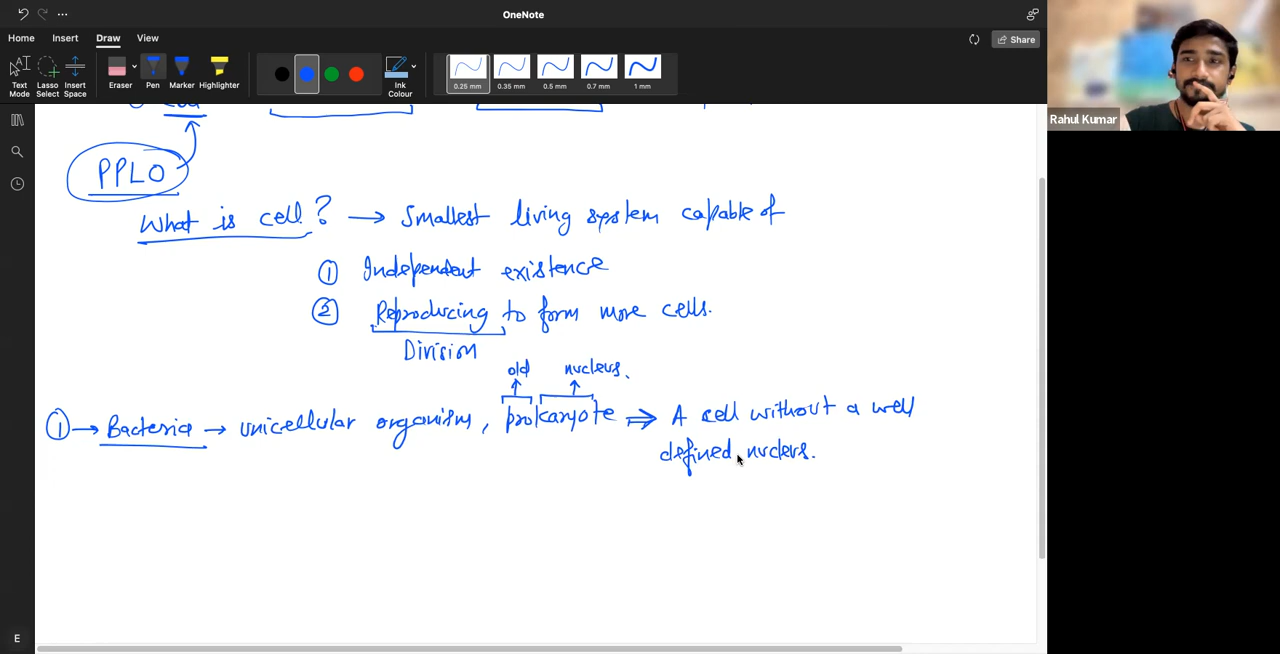 OneNote
Home Insert Draw View
Share
Text Mode
Lasso Select
Insert Space
Eraser
Pen
Marker
Highlighter
Ink Colour
0.25 mm
0.35 mm
0.5 mm
0.7 mm
1 mm
Rahul Kumar
PPLO
What is cell? → Smallest living system capable of
① Independent existence
② Reproducing to form more cells.
Division
old nucleus.
① → Bacteria → unicellular organism, prokaryote ⇒ A cell without a well
defined nucleus.
E